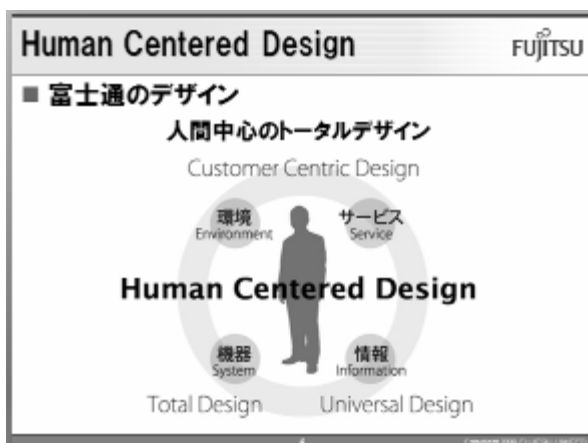 Human Centered Design
FUJITSU
■ 富士通のデザイン
人間中心のトータルデザイン
Customer Centric Design
環境
Environment
サービス
Service
Human Centered Design
機器
System
情報
Information
Total Design
Universal Design